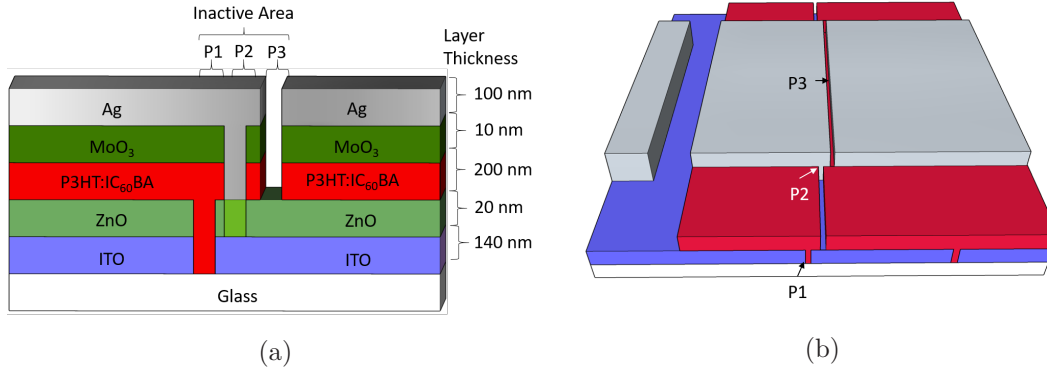 Inactive Area
P1 P2 P3
Layer
Thickness
Ag Ag
100 nm
MoO₃ MoO₃
10 nm
P3HT:IC₆₀BA P3HT:IC₆₀BA
200 nm
ZnO ZnO
20 nm
ITO ITO
140 nm
Glass
(a)
P3
P2
P1
(b)